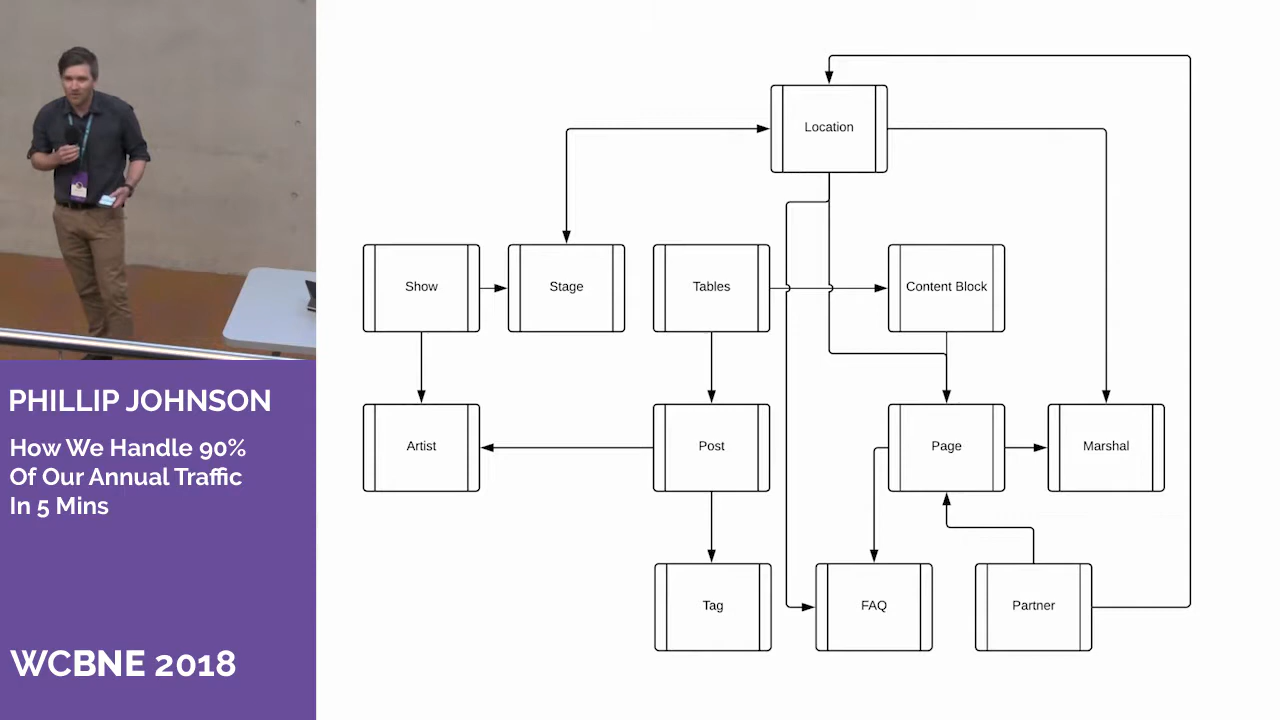 PHILLIP JOHNSON
How We Handle 90%
Of Our Annual Traffic
In 5 Mins
WCBNE 2018
Location
Show
Stage
Tables
Content Block
Artist
Post
Page
Marshal
Tag
FAQ
Partner